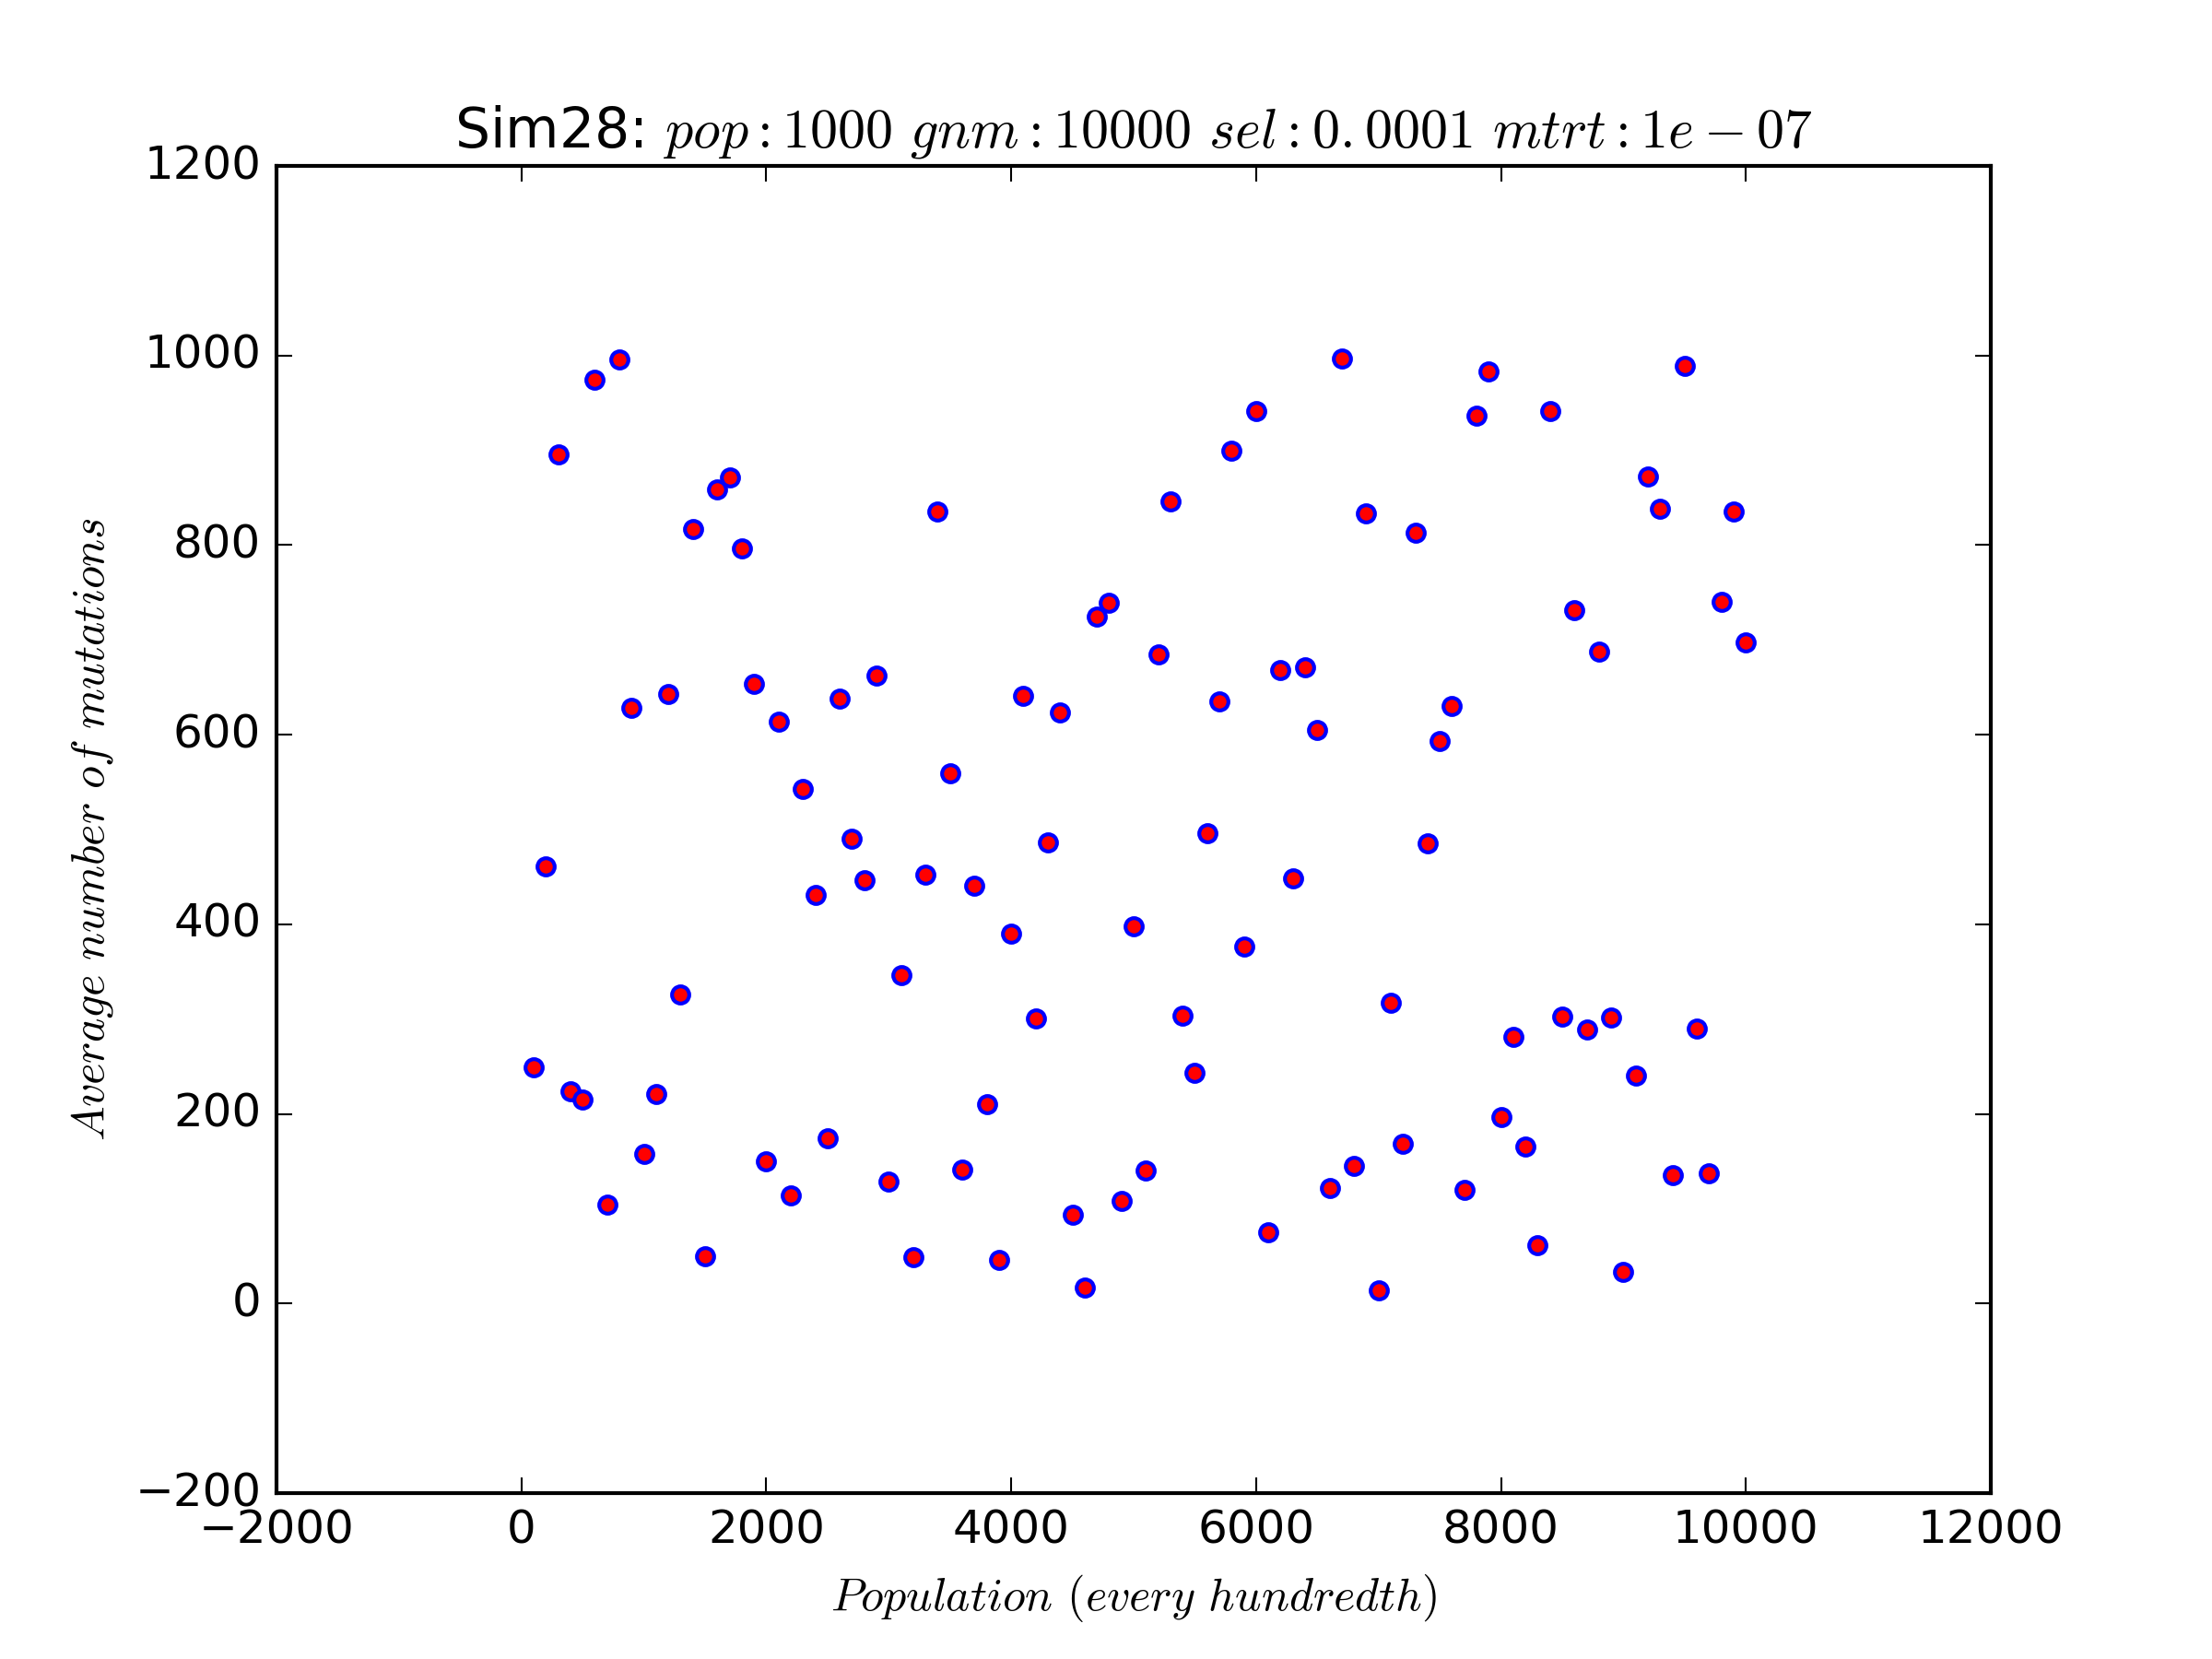 Sim28: pop : 1000 gnm : 10000 sel : 0.0001 mtrt : 1e − 07
1200
1000
800
600
400
200
0
−200
Average number of mutations
−2000 0 2000 4000 6000 8000 10000 12000
Population (every hundredth)